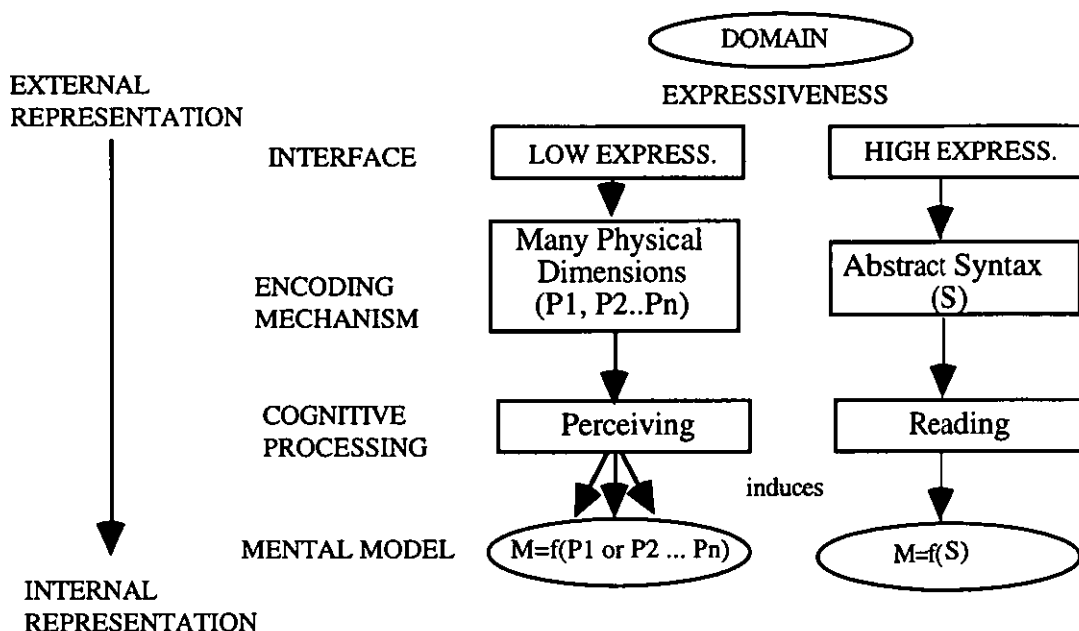 DOMAIN
EXTERNAL
REPRESENTATION
EXPRESSIVENESS
INTERFACE
LOW EXPRESS.
HIGH EXPRESS.
Many Physical
Dimensions
(P1, P2..Pn)
Abstract Syntax
(S)
ENCODING
MECHANISM
COGNITIVE
PROCESSING
Perceiving
Reading
induces
MENTAL MODEL
M=f(P1 or P2 ... Pn)
M=f(S)
INTERNAL
REPRESENTATION